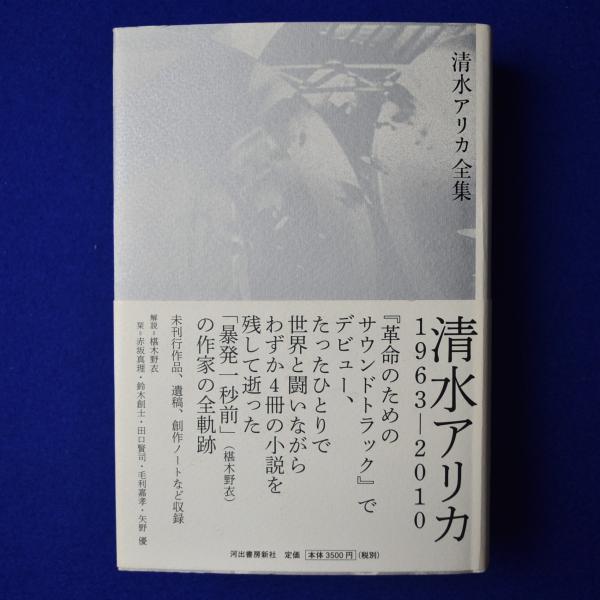 清水アリカ全集
清水アリカ
1963―2010
『革命のための
サウンドトラック』で
デビュー、
たったひとりで
世界と闘いながら
わずか4冊の小説を
残して逝った
「暴発一秒前」(椹木野衣)
の作家の全軌跡
未刊行作品、遺稿、創作ノートなど収録
解説=椹木野衣
栞=赤坂真理・鈴木創士・田口賢司・毛利嘉孝・矢野 優
河出書房新社 定価 本体3500円(税別)